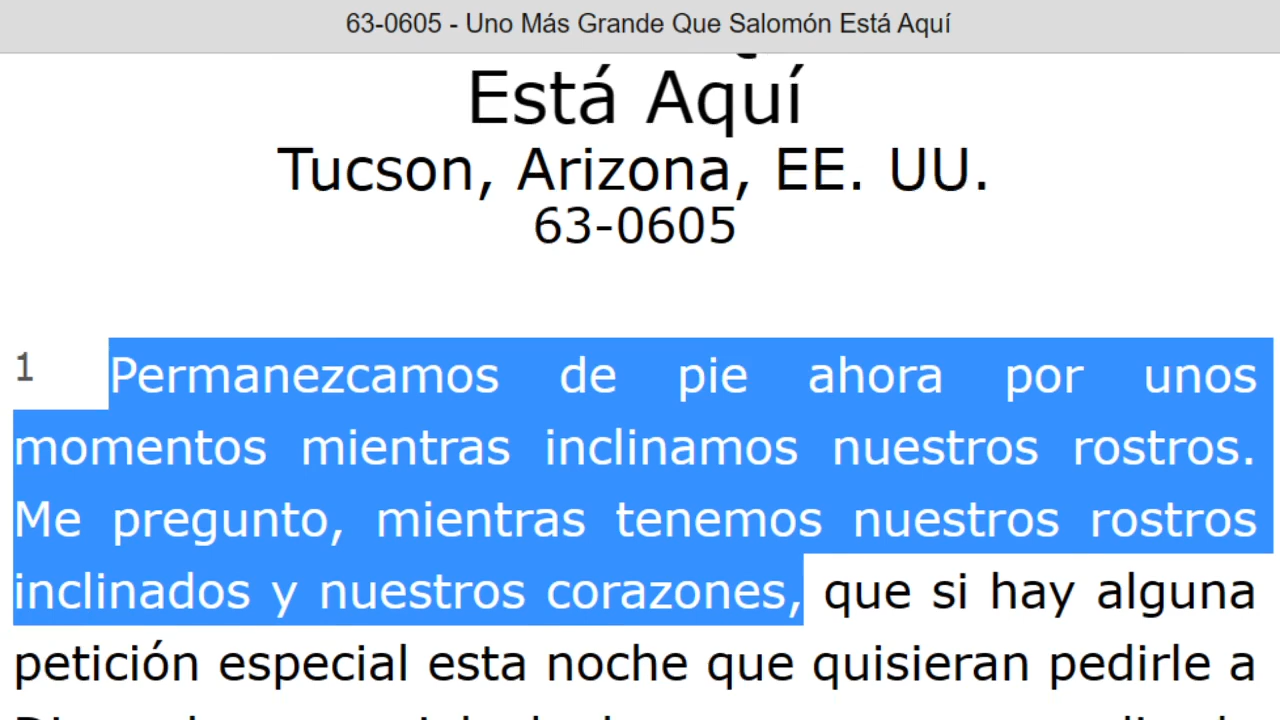 63-0605 - Uno Más Grande Que Salomón Está Aquí
Está Aquí
Tucson, Arizona, EE. UU.
63-0605
1 Permanezcamos de pie ahora por unos
momentos mientras inclinamos nuestros rostros.
Me pregunto, mientras tenemos nuestros rostros
inclinados y nuestros corazones, que si hay alguna
petición especial esta noche que quisieran pedirle a